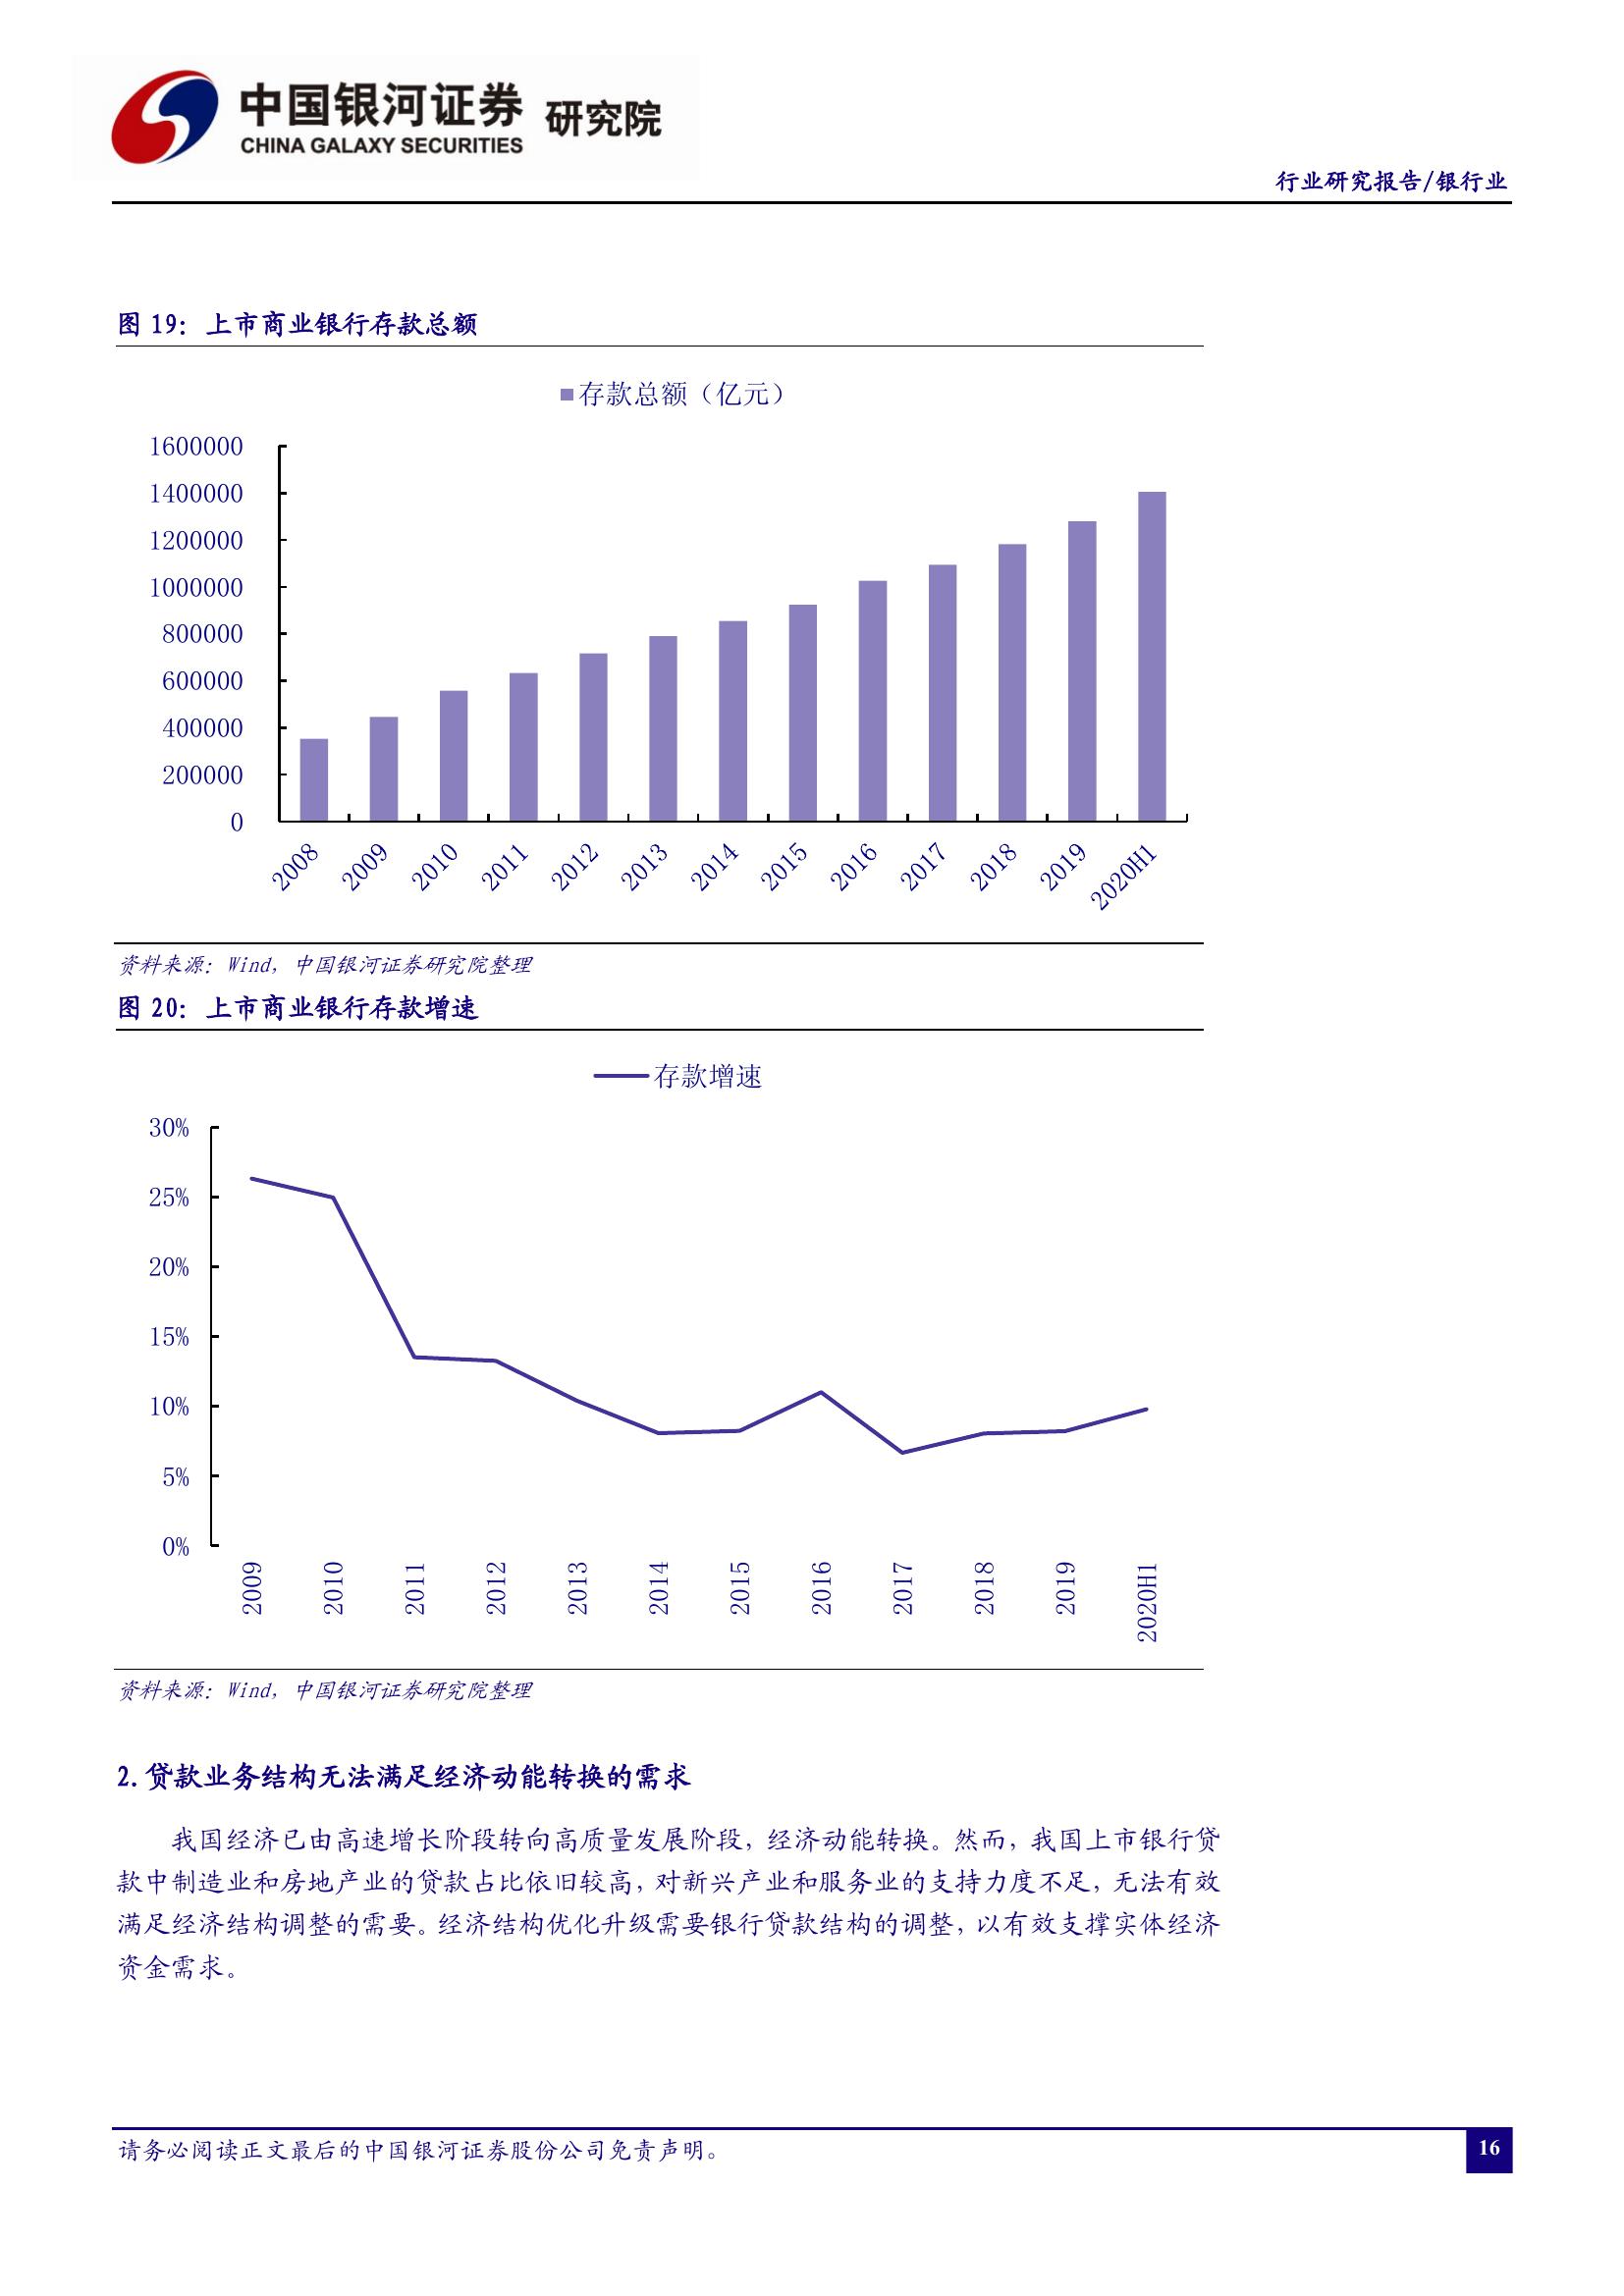 中国银河证券 研究院
CHINA GALAXY SECURITIES
行业研究报告/银行业
图 19：上市商业银行存款总额
存款总额（亿元）
1600000
1400000
1200000
1000000
800000
600000
400000
200000
0
2008 2009 2010 2011 2012 2013 2014 2015 2016 2017 2018 2019 2020H1
资料来源：Wind，中国银河证券研究院整理
图 20：上市商业银行存款增速
存款增速
30%
25%
20%
15%
10%
5%
0%
2009 2010 2011 2012 2013 2014 2015 2016 2017 2018 2019 2020H1
资料来源：Wind，中国银河证券研究院整理
2.贷款业务结构无法满足经济动能转换的需求
我国经济已由高速增长阶段转向高质量发展阶段，经济动能转换。然而，我国上市银行贷
款中制造业和房地产业的贷款占比依旧较高，对新兴产业和服务业的支持力度不足，无法有效
满足经济结构调整的需要。经济结构优化升级需要银行贷款结构的调整，以有效支撑实体经济
资金需求。
请务必阅读正文最后的中国银河证券股份公司免责声明。
16